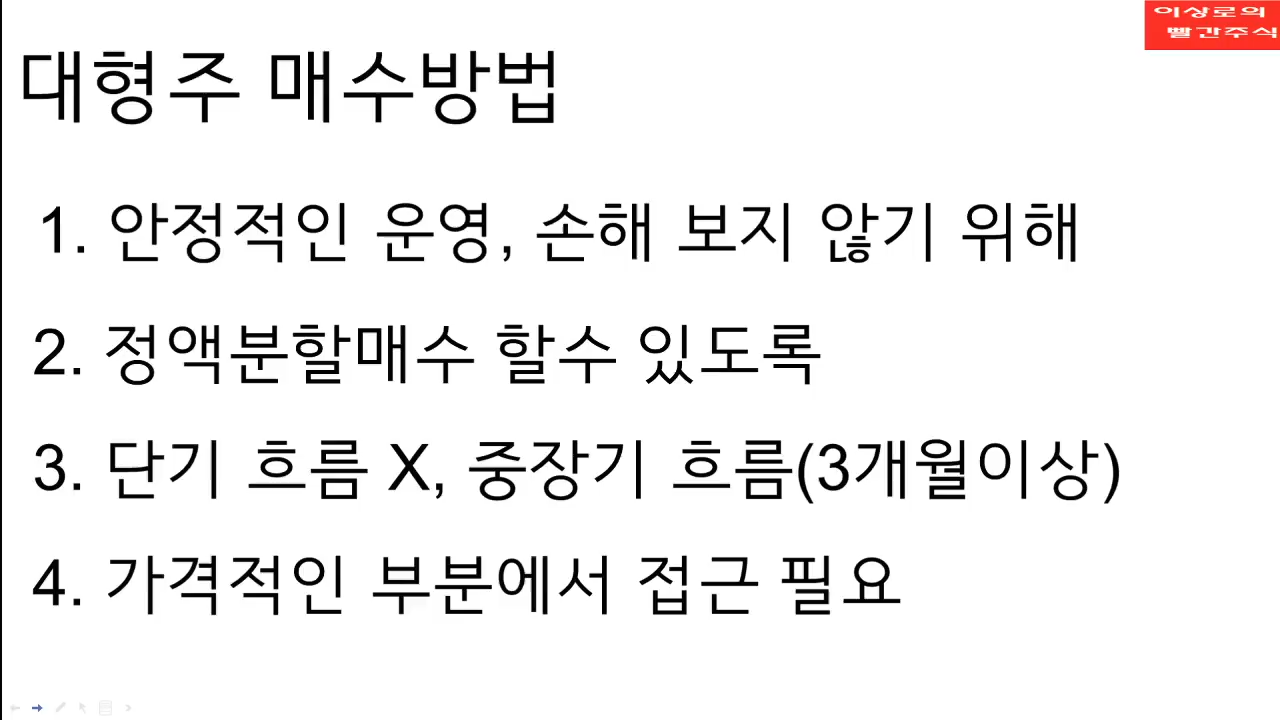 이상로의
빨간주식
대형주 매수방법
1. 안정적인 운영, 손해 보지 않기 위해
2. 정액분할매수 할수 있도록
3. 단기 흐름 X, 중장기 흐름(3개월이상)
4. 가격적인 부분에서 접근 필요